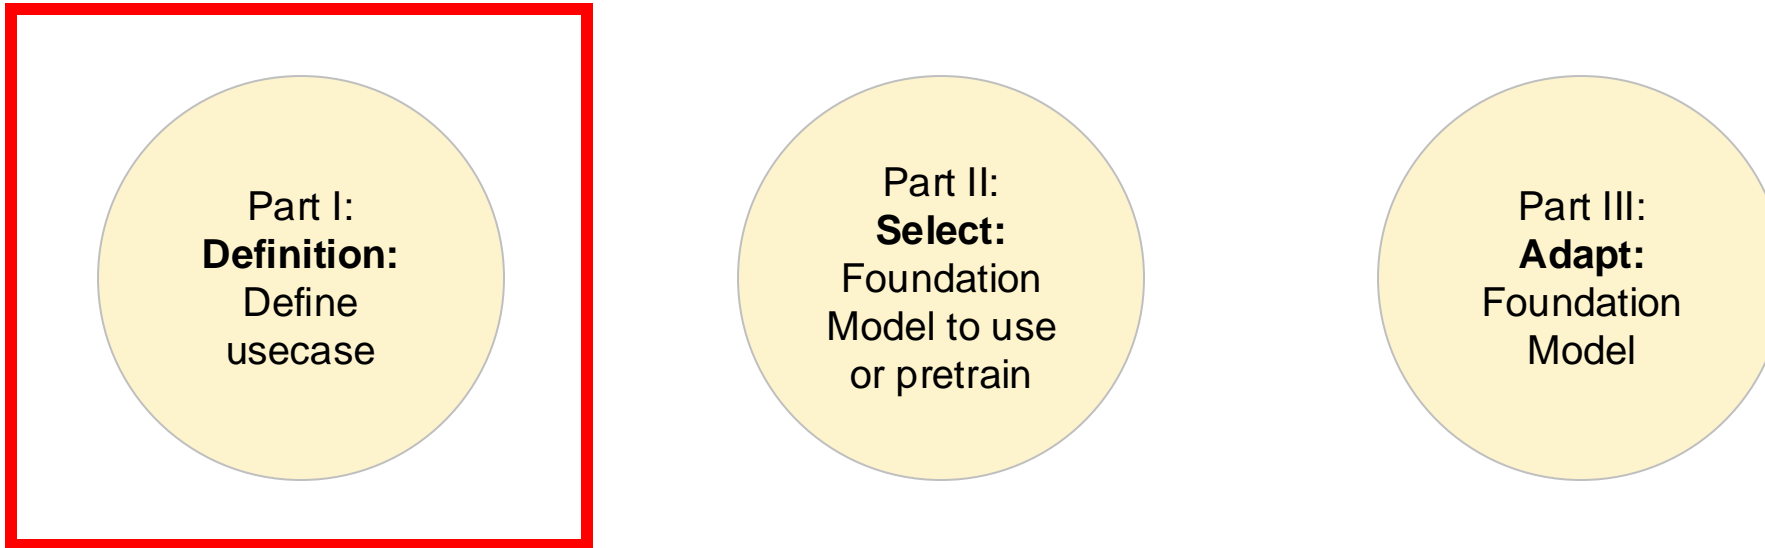 Part I:
Definition:
Define
usecase
Part II:
Select:
Foundation
Model to use
or pretrain
Part III:
Adapt:
Foundation
Model